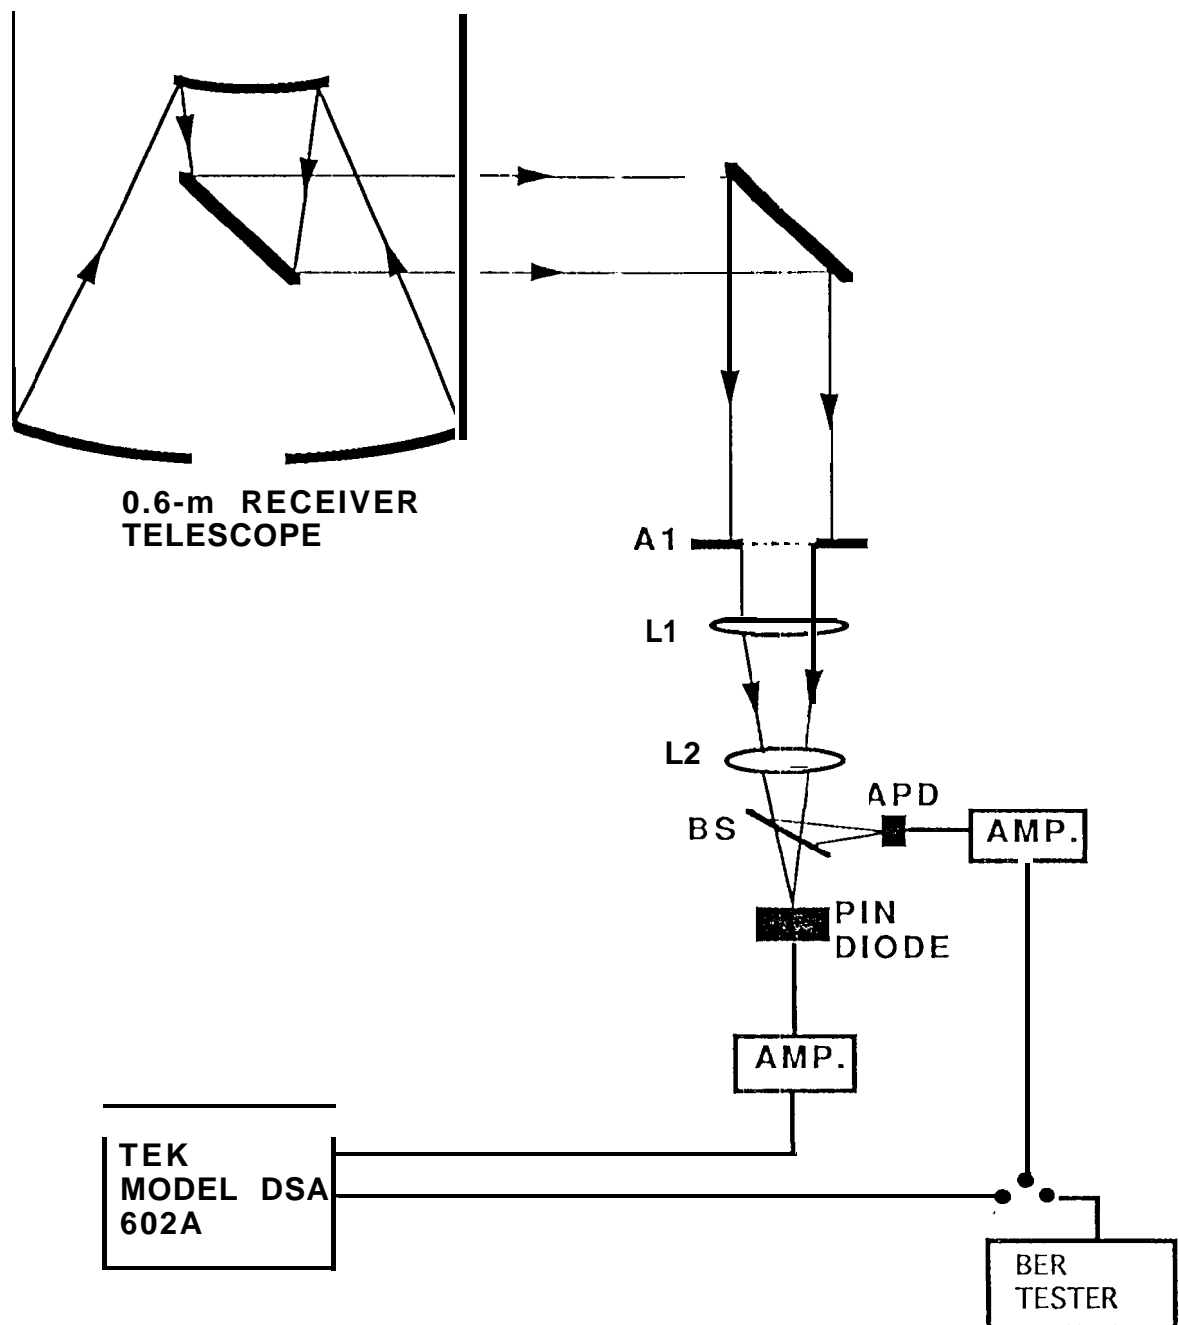 0.6-m RECEIVER
TELESCOPE
A1
L1
L2
APD
BS
AMP.
PIN
DIODE
AMP.
TEK
MODEL DSA
602A
BER
TESTER